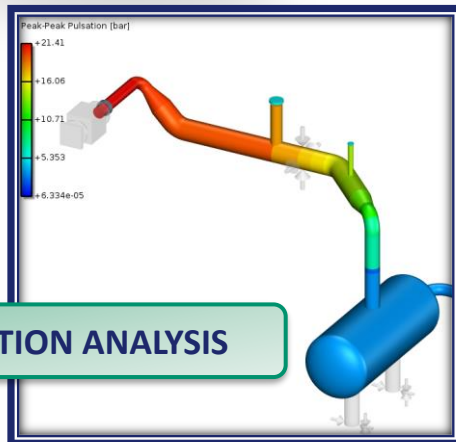 Peak-Peak Pulsation [bar]
+21.41
+16.06
+10.71
+5.353
+6.334e-05
TION ANALYSIS